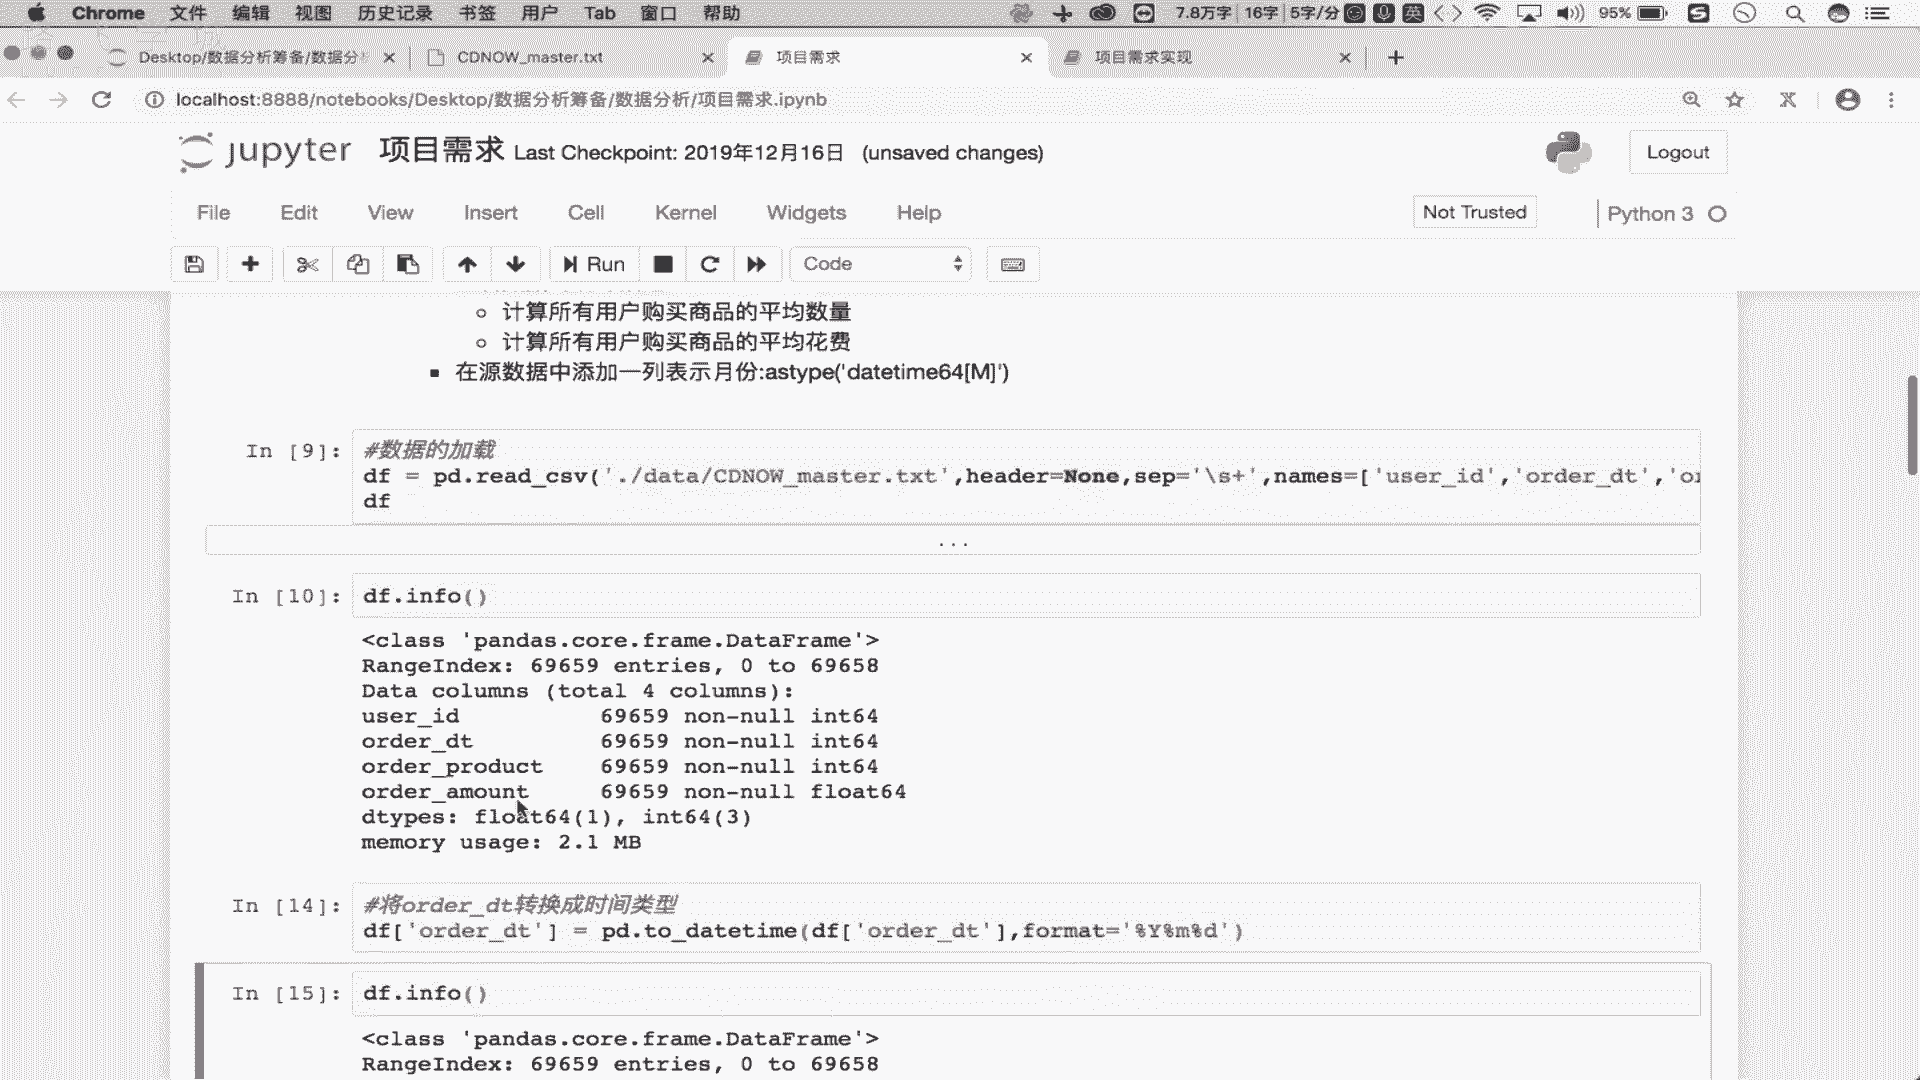 Chrome 文件 编辑 视图 历史记录 书签 用户 Tab 窗口 帮助 7.8万字 16字 5字/分 英 95%
Desktop/数据分析筹备/数据分 CDNOW_master.txt 项目需求 项目需求实现
localhost:8888/notebooks/Desktop/数据分析筹备/数据分析/项目需求.ipynb
jupyter 项目需求 Last Checkpoint: 2019年12月16日 (unsaved changes) Logout
File Edit View Insert Cell Kernel Widgets Help Not Trusted Python 3
Run Code
计算所有用户购买商品的平均数量
计算所有用户购买商品的平均花费
在源数据中添加一列表示月份:astype('datetime64[M]')
In [9]: #数据的加载
df = pd.read_csv('./data/CDNOW_master.txt',header=None,sep='\s+',names=['user_id','order_dt','or
df
...
In [10]: df.info()
<class 'pandas.core.frame.DataFrame'>
RangeIndex: 69659 entries, 0 to 69658
Data columns (total 4 columns):
user_id 69659 non-null int64
order_dt 69659 non-null int64
order_product 69659 non-null int64
order_amount 69659 non-null float64
dtypes: float64(1), int64(3)
memory usage: 2.1 MB
In [14]: #将order_dt转换成时间类型
df['order_dt'] = pd.to_datetime(df['order_dt'],format='%Y%m%d')
In [15]: df.info()
<class 'pandas.core.frame.DataFrame'>
RangeIndex: 69659 entries, 0 to 69658